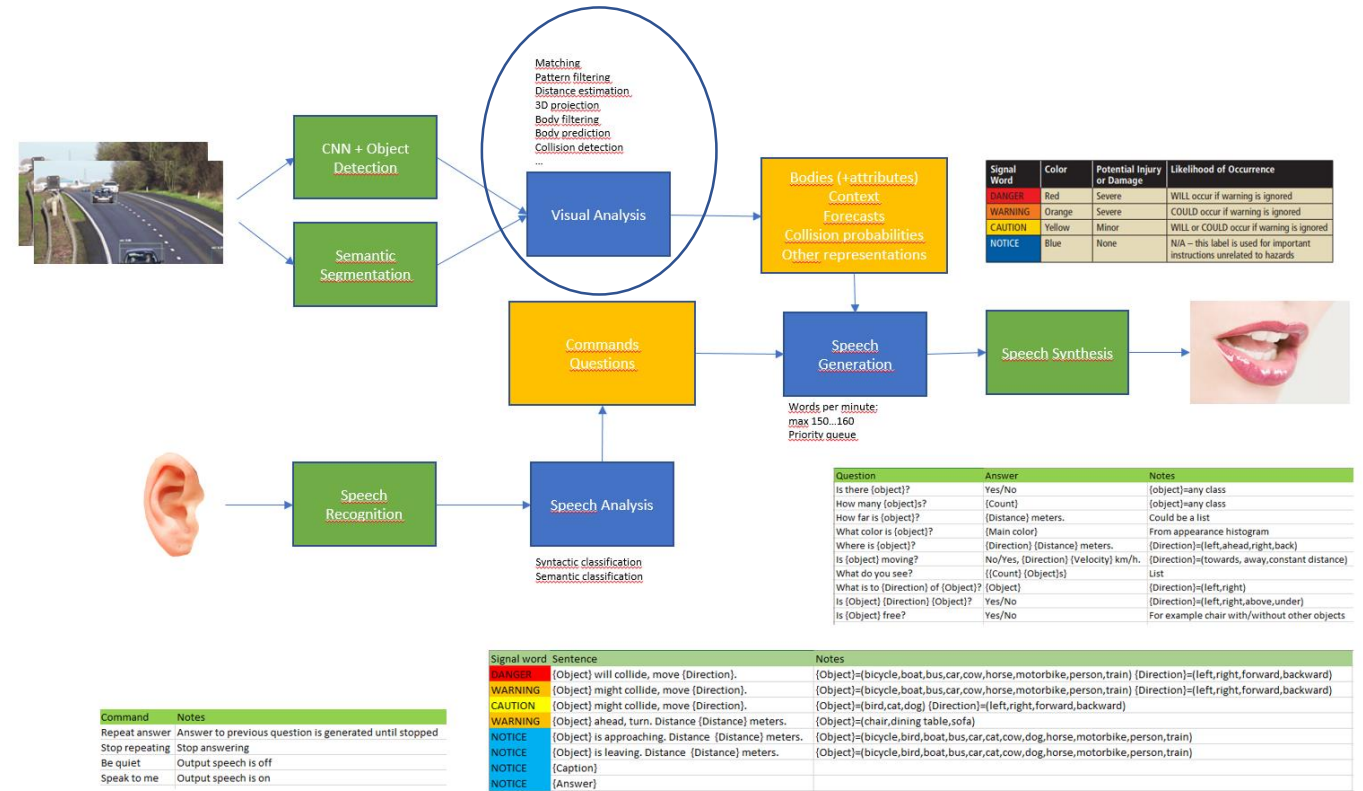 Matching
Pattern filtering
Distance estimation
3D projection
Body filtering
Body prediction
Collision detection
...
CNN + Object
Detection
Visual Analysis
Semantic
Segmentation
Bodies (+attributes)
Context
Forecasts
Collision probabilities
Other representations
Signal Word Color Potential Injury or Damage Likelihood of Occurrence
DANGER Red Severe WILL occur if warning is ignored
WARNING Orange Severe COULD occur if warning is ignored
CAUTION Yellow Minor WILL or COULD occur if warning is ignored
NOTICE Blue None N/A – this label is used for important
instructions unrelated to hazards
Commands
Questions
Speech
Generation
Speech Synthesis
Words per minute:
max 150...160
Priority queue
Speech
Recognition
Speech Analysis
Syntactic classification
Semantic classification
Question Answer Notes
Is there {object}? Yes/No {object}=any class
How many {object}s? {Count} {object}=any class
How far is {object}? {Distance} meters. Could be a list
What color is {object}? {Main color} From appearance histogram
Where is {object}? {Direction} {Distance} meters. {Direction}=(left,ahead,right,back)
Is {object} moving? No/Yes, {Direction} {Velocity} km/h. {Direction}=(towards, away,constant distance)
What do you see? {{Count} {Object}s} List
What is to {Direction} of {Object}? {Object} {Direction}=(left,right)
Is {Object} {Direction} {Object}? Yes/No {Direction}=(left,right,above,under)
Is {Object} free? Yes/No For example chair with/without other objects
Signal word Sentence Notes
DANGER {Object} will collide, move {Direction}. {Object}=(bicycle,boat,bus,car,cow,horse,motorbike,person,train) {Direction}=(left,right,forward,backward)
WARNING {Object} might collide, move {Direction}. {Object}=(bicycle,boat,bus,car,cow,horse,motorbike,person,train) {Direction}=(left,right,forward,backward)
CAUTION {Object} might collide, move {Direction}. {Object}=(bird,cat,dog) {Direction}=(left,right,forward,backward)
WARNING {Object} ahead, turn. Distance {Distance} meters. {Object}=(chair,dining table,sofa)
NOTICE {Object} is approaching. Distance {Distance} meters. {Object}=(bicycle,bird,boat,bus,car,cat,cow,dog,horse,motorbike,person,train)
NOTICE {Object} is leaving. Distance {Distance} meters. {Object}=(bicycle,bird,boat,bus,car,cat,cow,dog,horse,motorbike,person,train)
NOTICE {Caption}
NOTICE {Answer}
Command Notes
Repeat answer Answer to previous question is generated until stopped
Stop repeating Stop answering
Be quiet Output speech is off
Speak to me Output speech is on